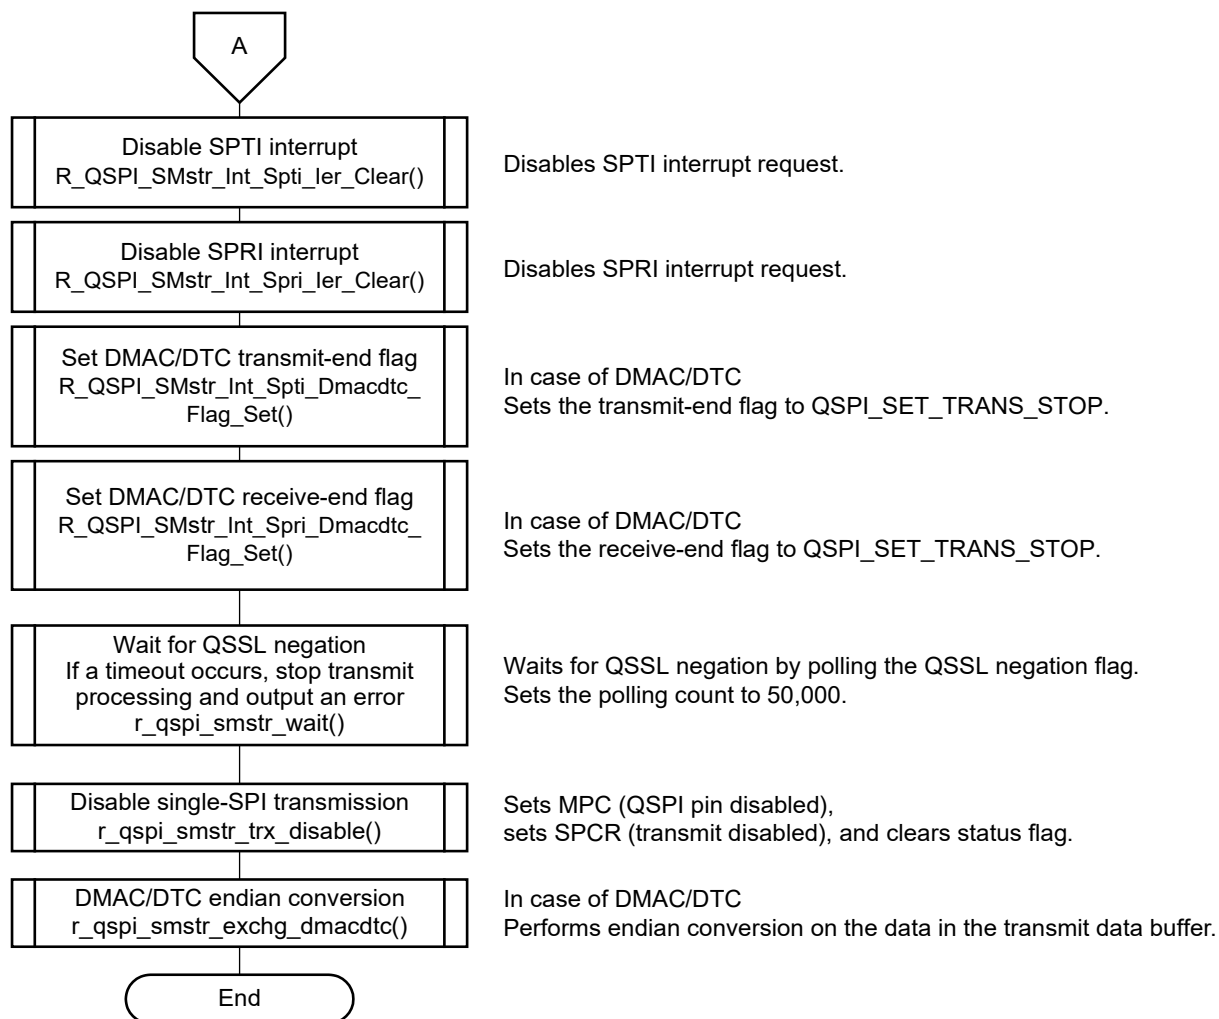 A
Disable SPTI interrupt
R_QSPI_SMstr_Int_Spti_Ier_Clear()
Disables SPTI interrupt request.
Disable SPRI interrupt
R_QSPI_SMstr_Int_Spri_Ier_Clear()
Disables SPRI interrupt request.
Set DMAC/DTC transmit-end flag
R_QSPI_SMstr_Int_Spti_Dmacdtc_
Flag_Set()
In case of DMAC/DTC
Sets the transmit-end flag to QSPI_SET_TRANS_STOP.
Set DMAC/DTC receive-end flag
R_QSPI_SMstr_Int_Spri_Dmacdtc_
Flag_Set()
In case of DMAC/DTC
Sets the receive-end flag to QSPI_SET_TRANS_STOP.
Wait for QSSL negation
If a timeout occurs, stop transmit
processing and output an error
r_qspi_smstr_wait()
Waits for QSSL negation by polling the QSSL negation flag.
Sets the polling count to 50,000.
Disable single-SPI transmission
r_qspi_smstr_trx_disable()
Sets MPC (QSPI pin disabled),
sets SPCR (transmit disabled), and clears status flag.
DMAC/DTC endian conversion
r_qspi_smstr_exchg_dmacdtc()
In case of DMAC/DTC
Performs endian conversion on the data in the transmit data buffer.
End